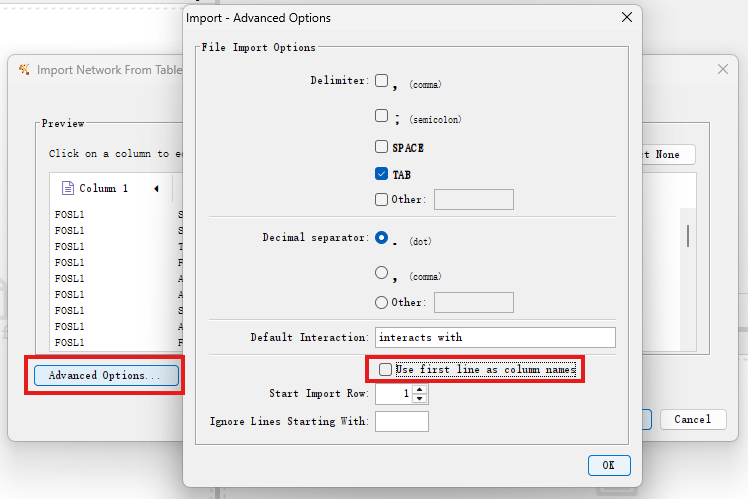 Import - Advanced Options
Import Network From Table
File Import Options
Delimiter: , (comma)
; (semicolon)
SPACE
TAB
Other:
Decimal separator: . (dot)
, (comma)
Other:
Default Interaction: interacts with
Use first line as column names
Start Import Row: 1
Ignore Lines Starting With:
OK
Preview
Click on a column to
None
Column 1
FOSL1
FOSL1
FOSL1
FOSL1
FOSL1
FOSL1
FOSL1
FOSL1
FOSL1
Advanced Options...
Cancel